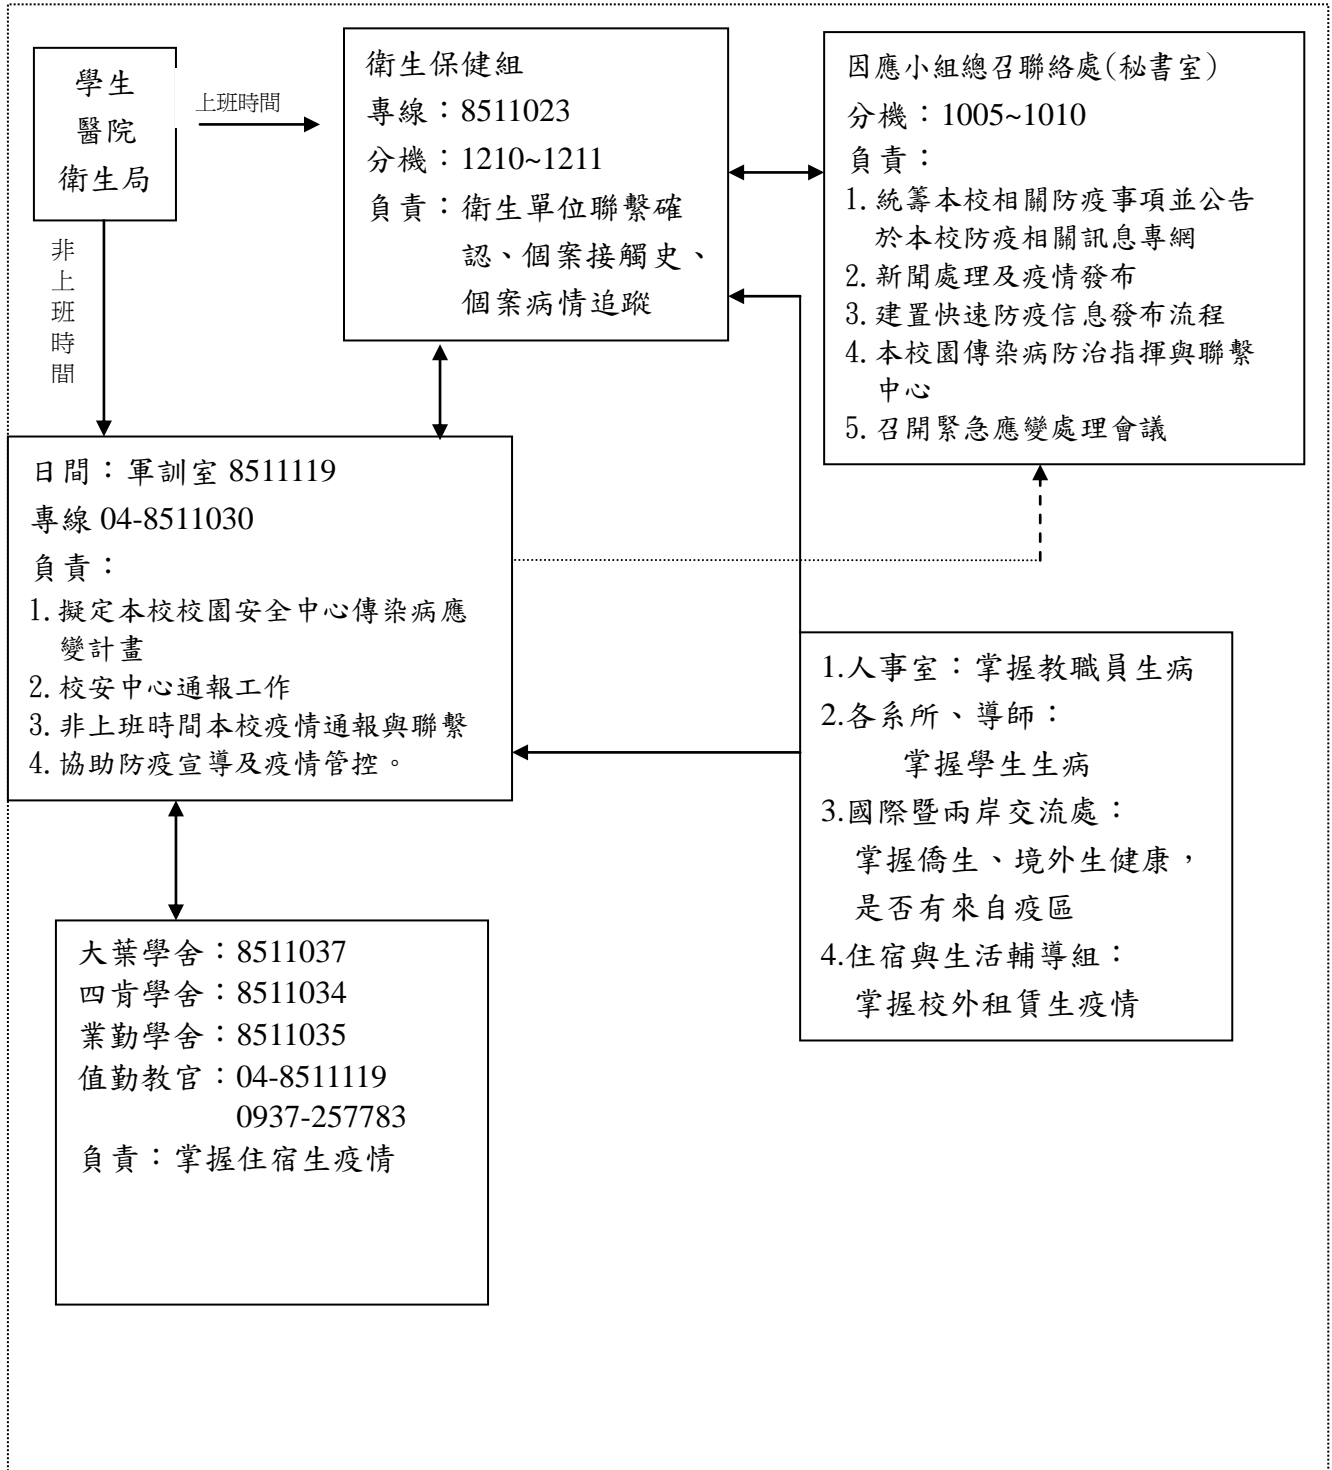 學生
醫院
衛生局
上班時間
非上班時間
衛生保健組
專線：8511023
分機：1210~1211
負責：衛生單位聯繫確
認、個案接觸史、
個案病情追蹤
因應小組總召聯絡處(秘書室)
分機：1005~1010
負責：
1.統籌本校相關防疫事項並公告
於本校防疫相關訊息專網
2.新聞處理及疫情發布
3.建置快速防疫信息發布流程
4.本校園傳染病防治指揮與聯繫
中心
5.召開緊急應變處理會議
日間：軍訓室 8511119
專線 04-8511030
負責：
1.擬定本校校園安全中心傳染病應
變計畫
2.校安中心通報工作
3.非上班時間本校疫情通報與聯繫
4.協助防疫宣導及疫情管控。
1.人事室：掌握教職員生病
2.各系所、導師：
掌握學生生病
3.國際暨兩岸交流處：
掌握僑生、境外生健康，
是否有來自疫區
4.住宿與生活輔導組：
掌握校外租賃生疫情
大葉學舍：8511037
四肯學舍：8511034
業勤學舍：8511035
值勤教官：04-8511119
0937-257783
負責：掌握住宿生疫情